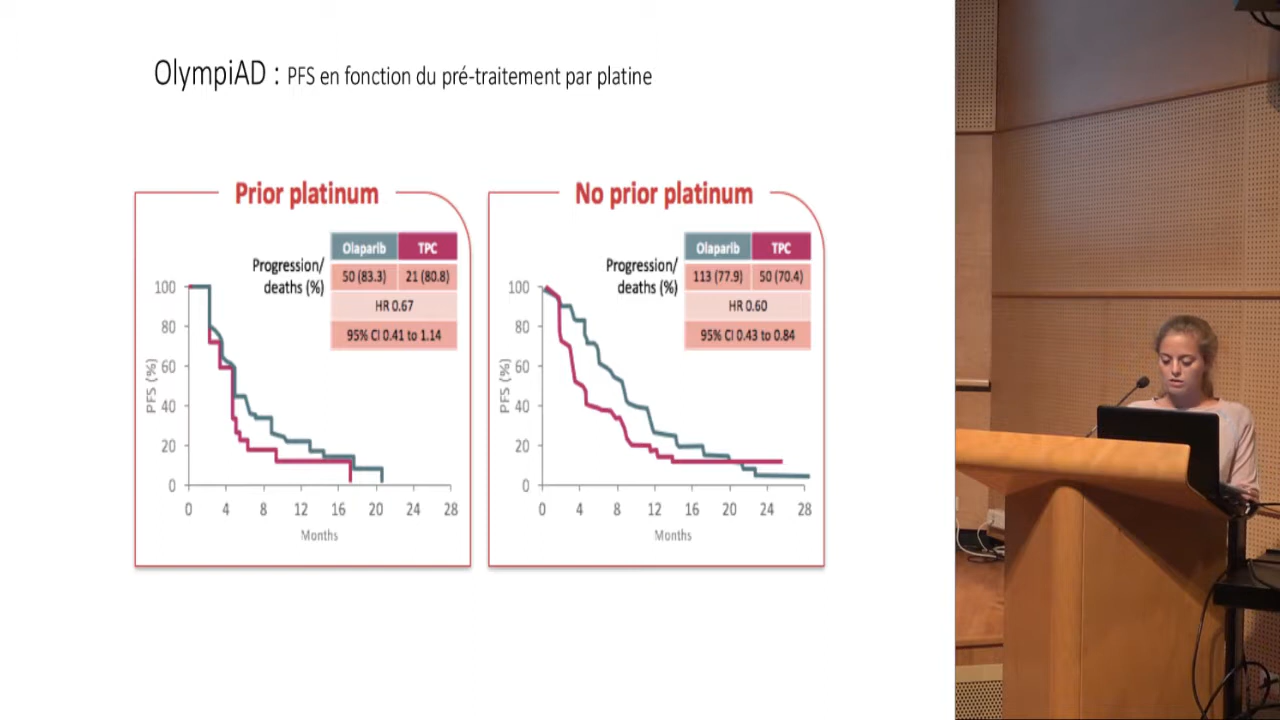 OlympiAD : PFS en fonction du pré-traitement par platine
Prior platinum
Olaparib TPC
Progression/
deaths (%)
50 (83.3) 21 (80.8)
HR 0.67
95% CI 0.41 to 1.14
PFS (%)
100
80
60
40
20
0
0 4 8 12 16 20 24 28
Months
No prior platinum
Olaparib TPC
Progression/
deaths (%)
113 (77.9) 50 (70.4)
HR 0.60
95% CI 0.43 to 0.84
PFS (%)
100
80
60
40
20
0
0 4 8 12 16 20 24 28
Months